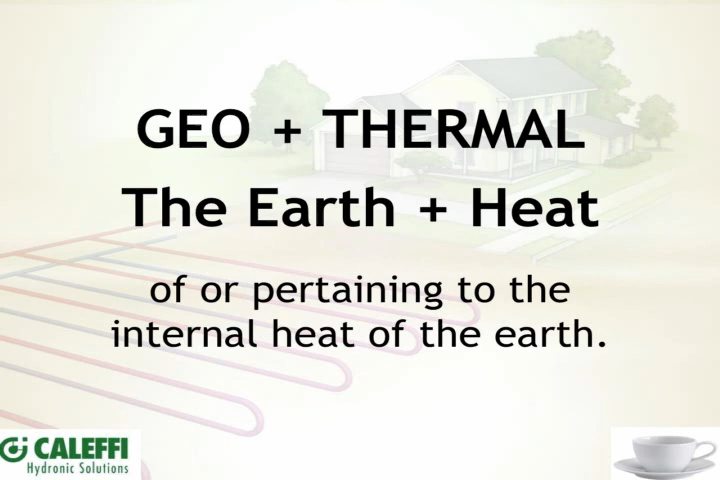 GEO + THERMAL
The Earth + Heat
of or pertaining to the
internal heat of the earth.
CALEFFI
Hydronic Solutions